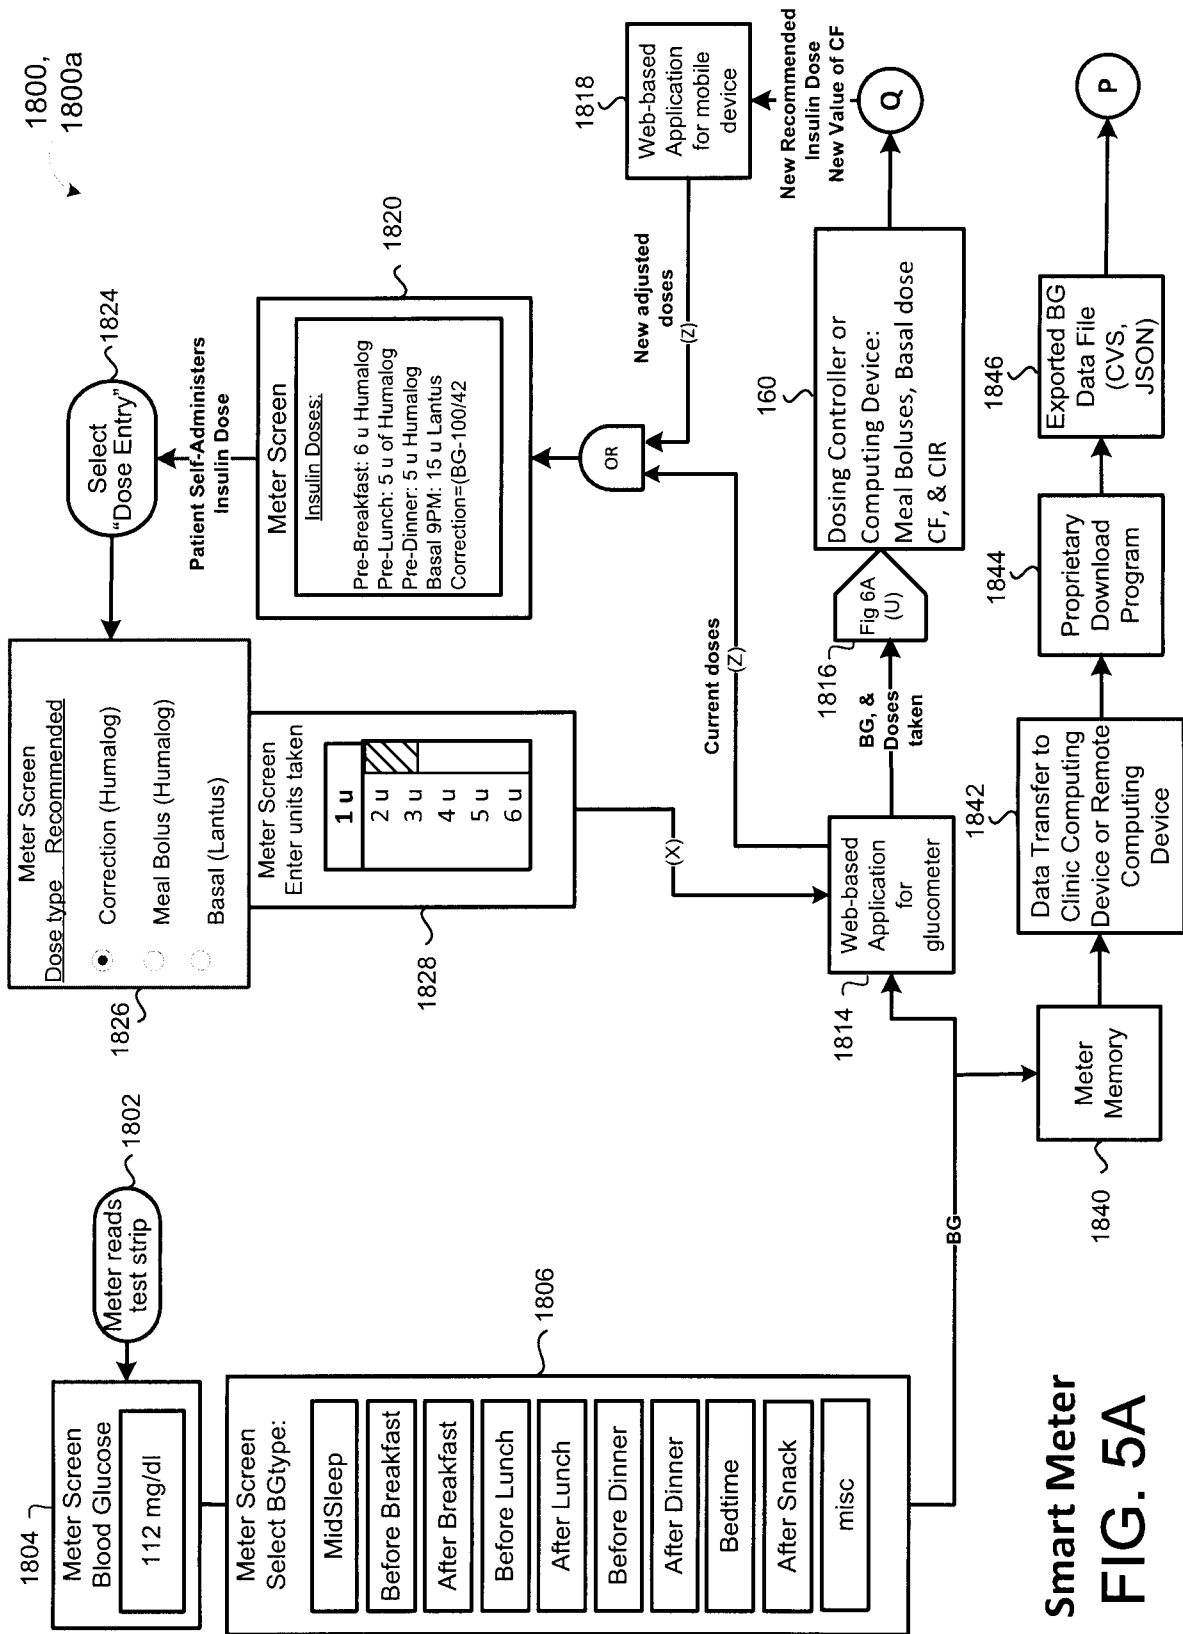 1800,
1800a
1802
Meter reads
test strip
1804
Meter Screen
Blood Glucose
112 mg/dl
1806
Meter Screen
Select BGtype:
MidSleep
Before Breakfast
After Breakfast
Before Lunch
After Lunch
Before Dinner
After Dinner
Bedtime
After Snack
misc
BG
1826
Meter Screen
Dose type   Recommended
Correction (Humalog)
Meal Bolus (Humalog)
Basal (Lantus)
1828
Meter Screen
Enter units taken
1 u
2 u
3 u
4 u
5 u
6 u
(X)
1824
Select
“Dose Entry”
Patient Self-Administers
Insulin Dose
1820
Meter Screen
Insulin Doses:
Pre-Breakfast: 6 u Humalog
Pre-Lunch: 5 u of Humalog
Pre-Dinner: 5 u Humalog
Basal 9PM: 15 u Lantus
Correction=(BG-100/42
OR
Current doses
(Z)
New adjusted
doses
(Z)
1818
Web-based
Application
for mobile
device
New Recommended
Insulin Dose
New Value of CF
Q
1814
Web-based
Application
for
glucometer
BG, &
Doses
taken
1816
Fig 6A
(U)
160
Dosing Controller or
Computing Device:
Meal Boluses, Basal dose
CF, & CIR
1840
Meter
Memory
1842
Data Transfer to
Clinic Computing
Device or Remote
Computing
Device
1844
Proprietary
Download
Program
1846
Exported BG
Data File
(CVS,
JSON)
P
Smart Meter
FIG. 5A